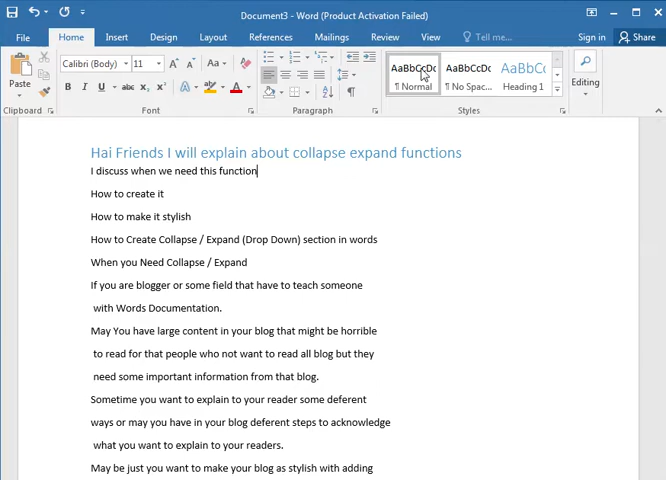 Document3 - Word (Product Activation Failed)
File Home Insert Design Layout References Mailings Review View Tell me... Sign in Share
Paste
Calibri (Body) 11 A A Aa
B I U abc X₂ X² A A
AaBbCcDc AaBbCcDc AaBbCc
¶ Normal ¶ No Spac... Heading 1
Editing
Clipboard Font Paragraph Styles
Hai Friends I will explain about collapse expand functions
I discuss when we need this function
How to create it
How to make it stylish
How to Create Collapse / Expand (Drop Down) section in words
When you Need Collapse / Expand
If you are blogger or some field that have to teach someone
with Words Documentation.
May You have large content in your blog that might be horrible
to read for that people who not want to read all blog but they
need some important information from that blog.
Sometime you want to explain to your reader some deferent
ways or may you have in your blog deferent steps to acknowledge
what you want to explain to your readers.
May be just you want to make your blog as stylish with adding